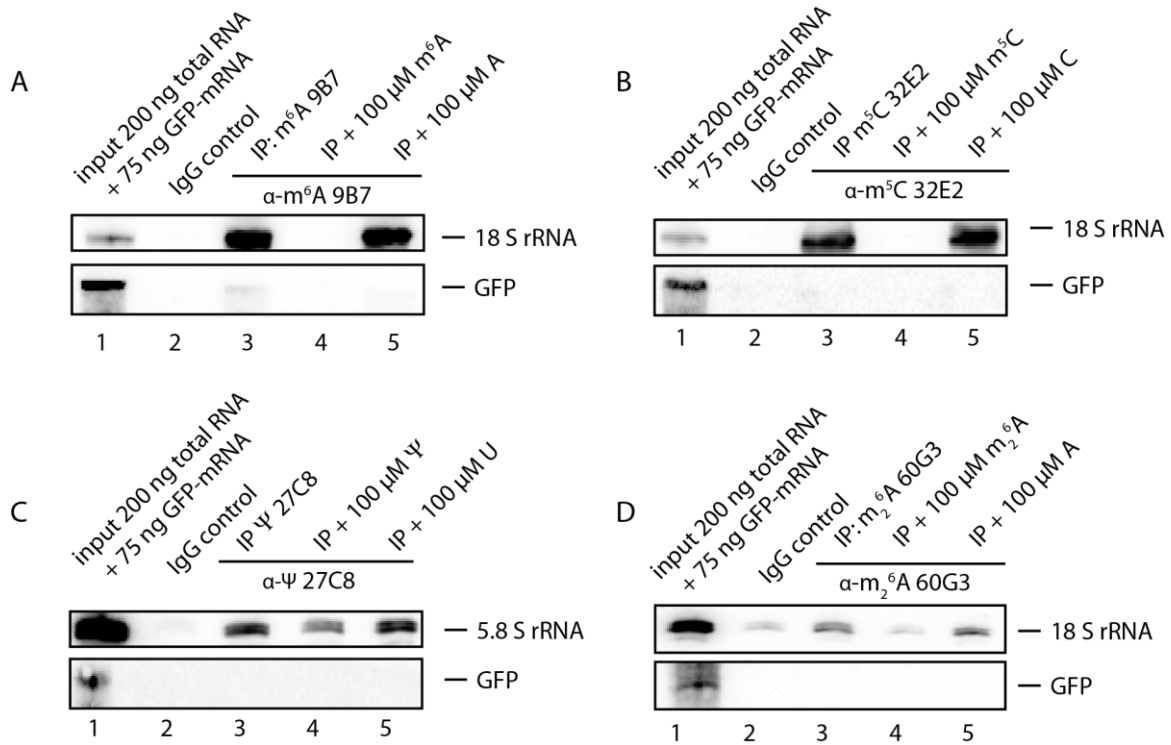 A
input 200 ng total RNA
+ 75 ng GFP-mRNA
IgG control
IP: m⁶A 9B7
IP + 100 µM m⁶A
IP + 100 µM A
α-m⁶A 9B7
— 18 S rRNA
— GFP
1 2 3 4 5
B
input 200 ng total RNA
+ 75 ng GFP-mRNA
IgG control
IP m⁵C 32E2
IP + 100 µM m⁵C
IP + 100 µM C
α-m⁵C 32E2
— 18 S rRNA
— GFP
1 2 3 4 5
C
input 200 ng total RNA
+ 75 ng GFP-mRNA
IgG control
IP Ψ 27C8
IP + 100 µM Ψ
IP + 100 µM U
α-Ψ 27C8
— 5.8 S rRNA
— GFP
1 2 3 4 5
D
input 200 ng total RNA
+ 75 ng GFP-mRNA
IgG control
IP: m₂⁶A 60G3
IP + 100 µM m₂⁶A
IP + 100 µM A
α-m₂⁶A 60G3
— 18 S rRNA
— GFP
1 2 3 4 5